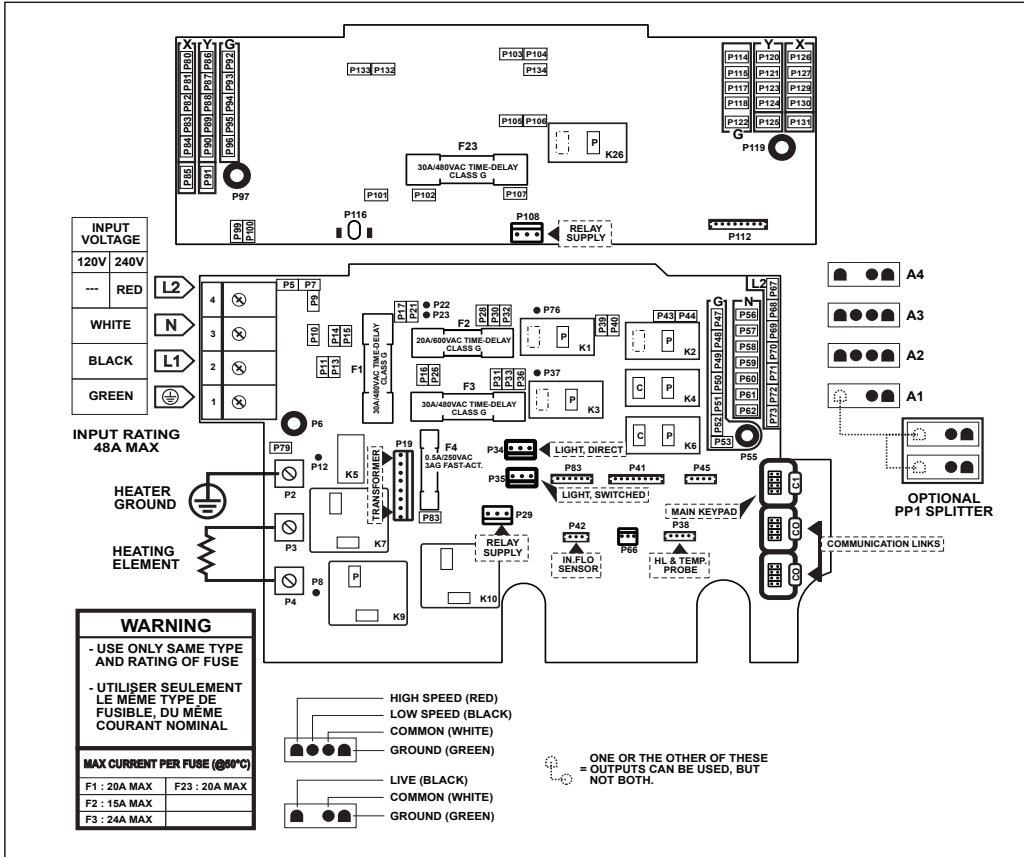 X Y G
P80 P81 P82 P83 P84 P85
P86 P87 P88 P89 P90 P91
P92 P93 P94 P95 P96
P97
P99 P100
P133 P132
P103 P104
P134
P105 P106
F23
30A/480VAC TIME-DELAY
CLASS G
P
K26
P101
P102
P107
P116
P108
RELAY
SUPPLY
P112
Y X
P114 P120 P126
P115 P121 P127
P117 P123 P129
P118 P124 P130
P122 P125 P131
G
P119
INPUT
VOLTAGE
120V 240V
--- RED L2
WHITE N
BLACK L1
GREEN
INPUT RATING
48A MAX
4
3
2
1
P5 P7
P9
P10
P11 P13
P14 P15
P17 P21
P22
P23
F1
30A/480VAC TIME-DELAY
CLASS G
F2
20A/600VAC TIME-DELAY
CLASS G
P28 P30 P32
P16 P26
F3
30A/480VAC TIME-DELAY
CLASS G
P31 P33 P36
P76
P
K1
P37
P
K3
P39 P40
P43 P44
P
K2
C P
K4
C P
K6
L2
G N
P47 P48 P49 P50 P51 P52 P53
P56
P57
P58
P59
P60
P61
P62
P67 P68 P69 P70 P71 P72 P73
P55
P6
P79
P12
K5
TRANSFORMER
P19
F4
0.5A/250VAC
3AG FAST-ACT.
P83
P34
LIGHT, DIRECT
P35
LIGHT, SWITCHED
P83
P41
P45
MAIN KEYPAD
C1
CO
CO
COMMUNICATION LINKS
P29
RELAY
SUPPLY
P42
IN.FLO
SENSOR
P66
P38
HL & TEMP.
PROBE
HEATER
GROUND
P2
HEATING
ELEMENT
P3
P4
P8
K7
P
K9
K10
A4
A3
A2
A1
OPTIONAL
PP1 SPLITTER
WARNING
- USE ONLY SAME TYPE
AND RATING OF FUSE
- UTILISER SEULEMENT
LE MÊME TYPE DE
FUSIBLE, DU MÊME
COURANT NOMINAL
MAX CURRENT PER FUSE (@50°C)
F1 : 20A MAX F23 : 20A MAX
F2 : 15A MAX
F3 : 24A MAX
HIGH SPEED (RED)
LOW SPEED (BLACK)
COMMON (WHITE)
GROUND (GREEN)
LIVE (BLACK)
COMMON (WHITE)
GROUND (GREEN)
ONE OR THE OTHER OF THESE
= OUTPUTS CAN BE USED, BUT
NOT BOTH.